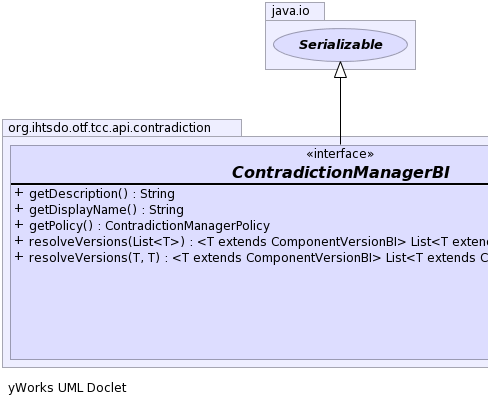 java.io
Serializable
org.ihtsdo.otf.tcc.api.contradiction
«interface»
ContradictionManagerBI
+ getDescription() : String
+ getDisplayName() : String
+ getPolicy() : ContradictionManagerPolicy
+ resolveVersions(List<T>) : <T extends ComponentVersionBI> List<T exten
+ resolveVersions(T, T) : <T extends ComponentVersionBI> List<T extends C
yWorks UML Doclet